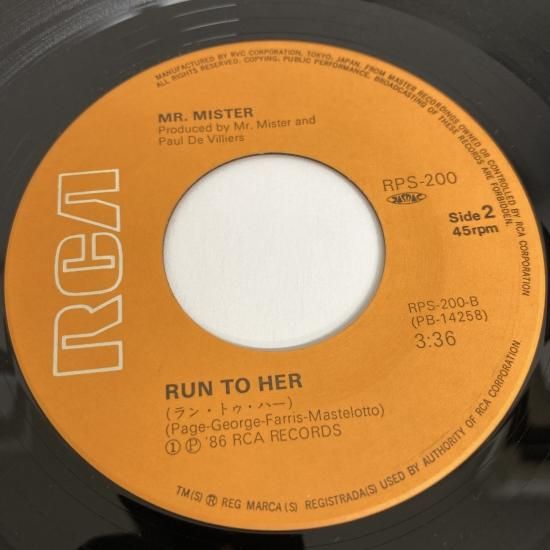 MANUFACTURED BY RVC CORPORATION, TOKYO, JAPAN, FROM MASTER RECORDINGS OWNED OR CONTROLLED BY RCA CORPORATION
ALL RIGHTS RESERVED; COPYING, PUBLIC PERFORMANCE, BROADCASTING OF THESE RECORDS ARE FORBIDDEN.
MR. MISTER
Produced by Mr. Mister and
Paul De Villiers
RCA
RPS-200
JASRAC
Side 2
45rpm
RPS-200-B
(PB-14258)
3:36
RUN TO HER
(ラン・トゥ・ハー)
(Page-George-Farris-Mastelotto)
① Ⓟ '86 RCA RECORDS
TM(S) ® REG MARCA(S) REGISTRADA(S) USED BY AUTHORITY OF RCA CORPORATION